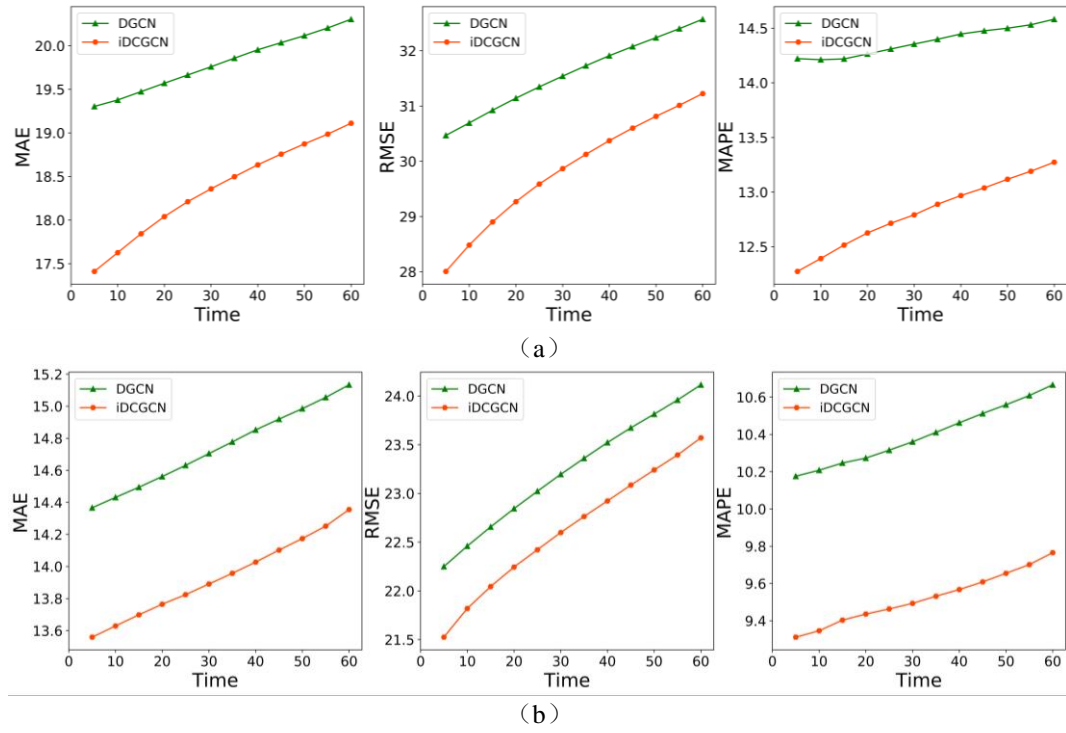 DGCN
iDCGCN
MAE
20.0
19.5
19.0
18.5
18.0
17.5
0 10 20 30 40 50 60
Time
DGCN
iDCGCN
RMSE
32
31
30
29
28
0 10 20 30 40 50 60
Time
DGCN
iDCGCN
MAPE
14.5
14.0
13.5
13.0
12.5
0 10 20 30 40 50 60
Time
（a）
DGCN
iDCGCN
MAE
15.2
15.0
14.8
14.6
14.4
14.2
14.0
13.8
13.6
0 10 20 30 40 50 60
Time
DGCN
iDCGCN
RMSE
24.0
23.5
23.0
22.5
22.0
21.5
0 10 20 30 40 50 60
Time
DGCN
iDCGCN
MAPE
10.6
10.4
10.2
10.0
9.8
9.6
9.4
0 10 20 30 40 50 60
Time
（b）